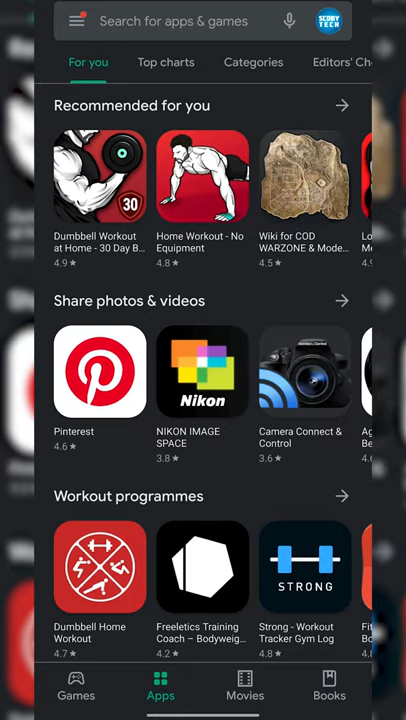 Search for apps & games
SCOBY
TECH
For you
Top charts
Categories
Editors' Ch
Recommended for you
30
Dumbbell Workout
at Home - 30 Day B...
4.9 ★
Home Workout - No
Equipment
4.8 ★
Wiki for COD
WARZONE & Mode...
4.5 ★
4.9
Share photos & videos
Nikon
Pinterest
4.6 ★
NIKON IMAGE
SPACE
3.8 ★
Camera Connect &
Control
3.6 ★
Workout programmes
STRONG
Dumbbell Home
Workout
4.7 ★
Freeletics Training
Coach – Bodyweig...
4.2 ★
Strong - Workout
Tracker Gym Log
4.8 ★
Games
Apps
Movies
Books